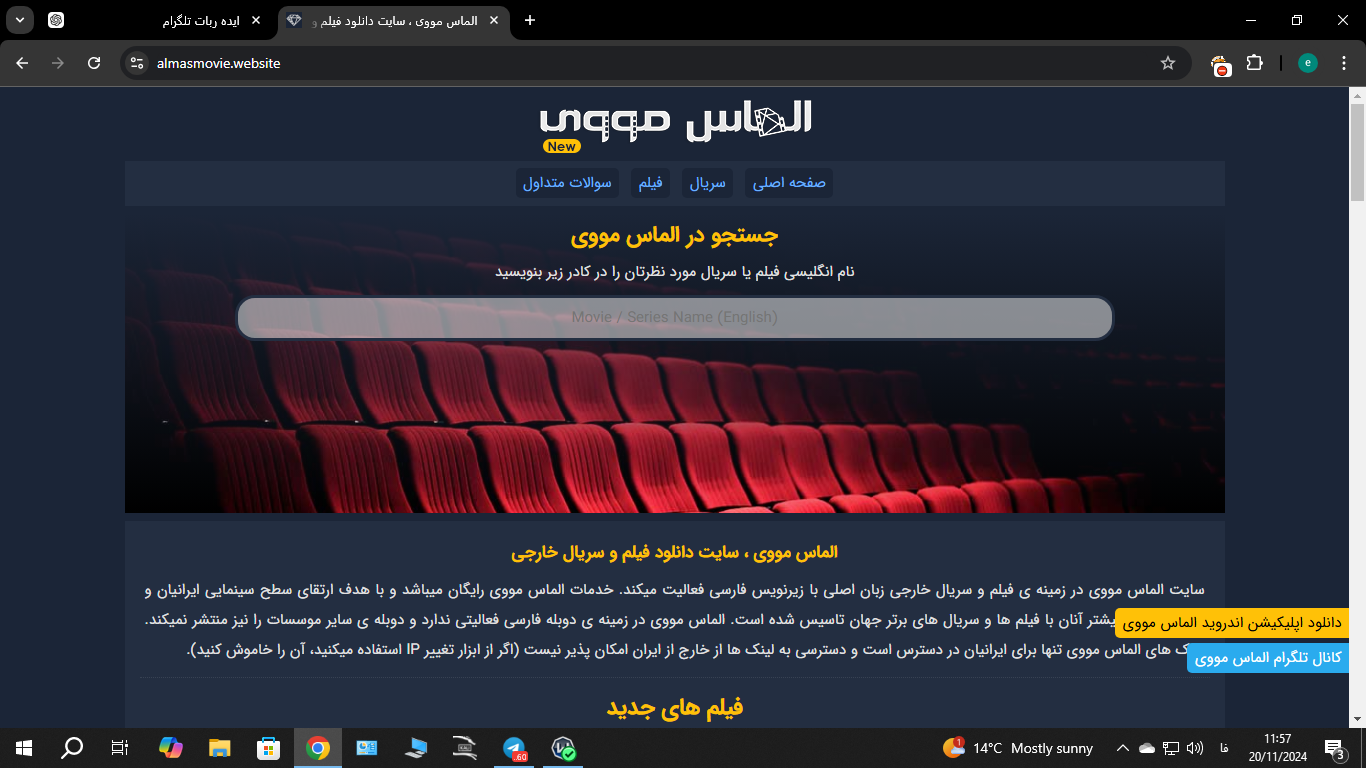 ایده ربات تلگرام
الماس مووی ، سایت دانلود فیلم و
almasmovie.website
e
الماس مووی
New
صفحه اصلی سریال فیلم سوالات متداول
جستجو در الماس مووی
نام انگلیسی فیلم یا سریال مورد نظرتان را در کادر زیر بنویسید
Movie / Series Name (English)
الماس مووی ، سایت دانلود فیلم و سریال خارجی
سایت الماس مووی در زمینه ی فیلم و سریال خارجی زبان اصلی با زیرنویس فارسی فعالیت میکند. خدمات الماس مووی رایگان میباشد و با هدف ارتقای سطح سینمایی ایرانیان و
یشتر آنان با فیلم ها و سریال های برتر جهان تاسیس شده است. الماس مووی در زمینه ی دوبله فارسی فعالیتی ندارد و دوبله ی سایر موسسات را نیز منتشر نمیکند.
ک های الماس مووی تنها برای ایرانیان در دسترس است و دسترسی به لینک ها از خارج از ایران امکان پذیر نیست (اگر از ابزار تغییر IP استفاده میکنید، آن را خاموش کنید).
دانلود اپلیکیشن اندروید الماس مووی
کانال تلگرام الماس مووی
فیلم های جدید
.60
1
14°C Mostly sunny
فا
11:57
20/11/2024
3